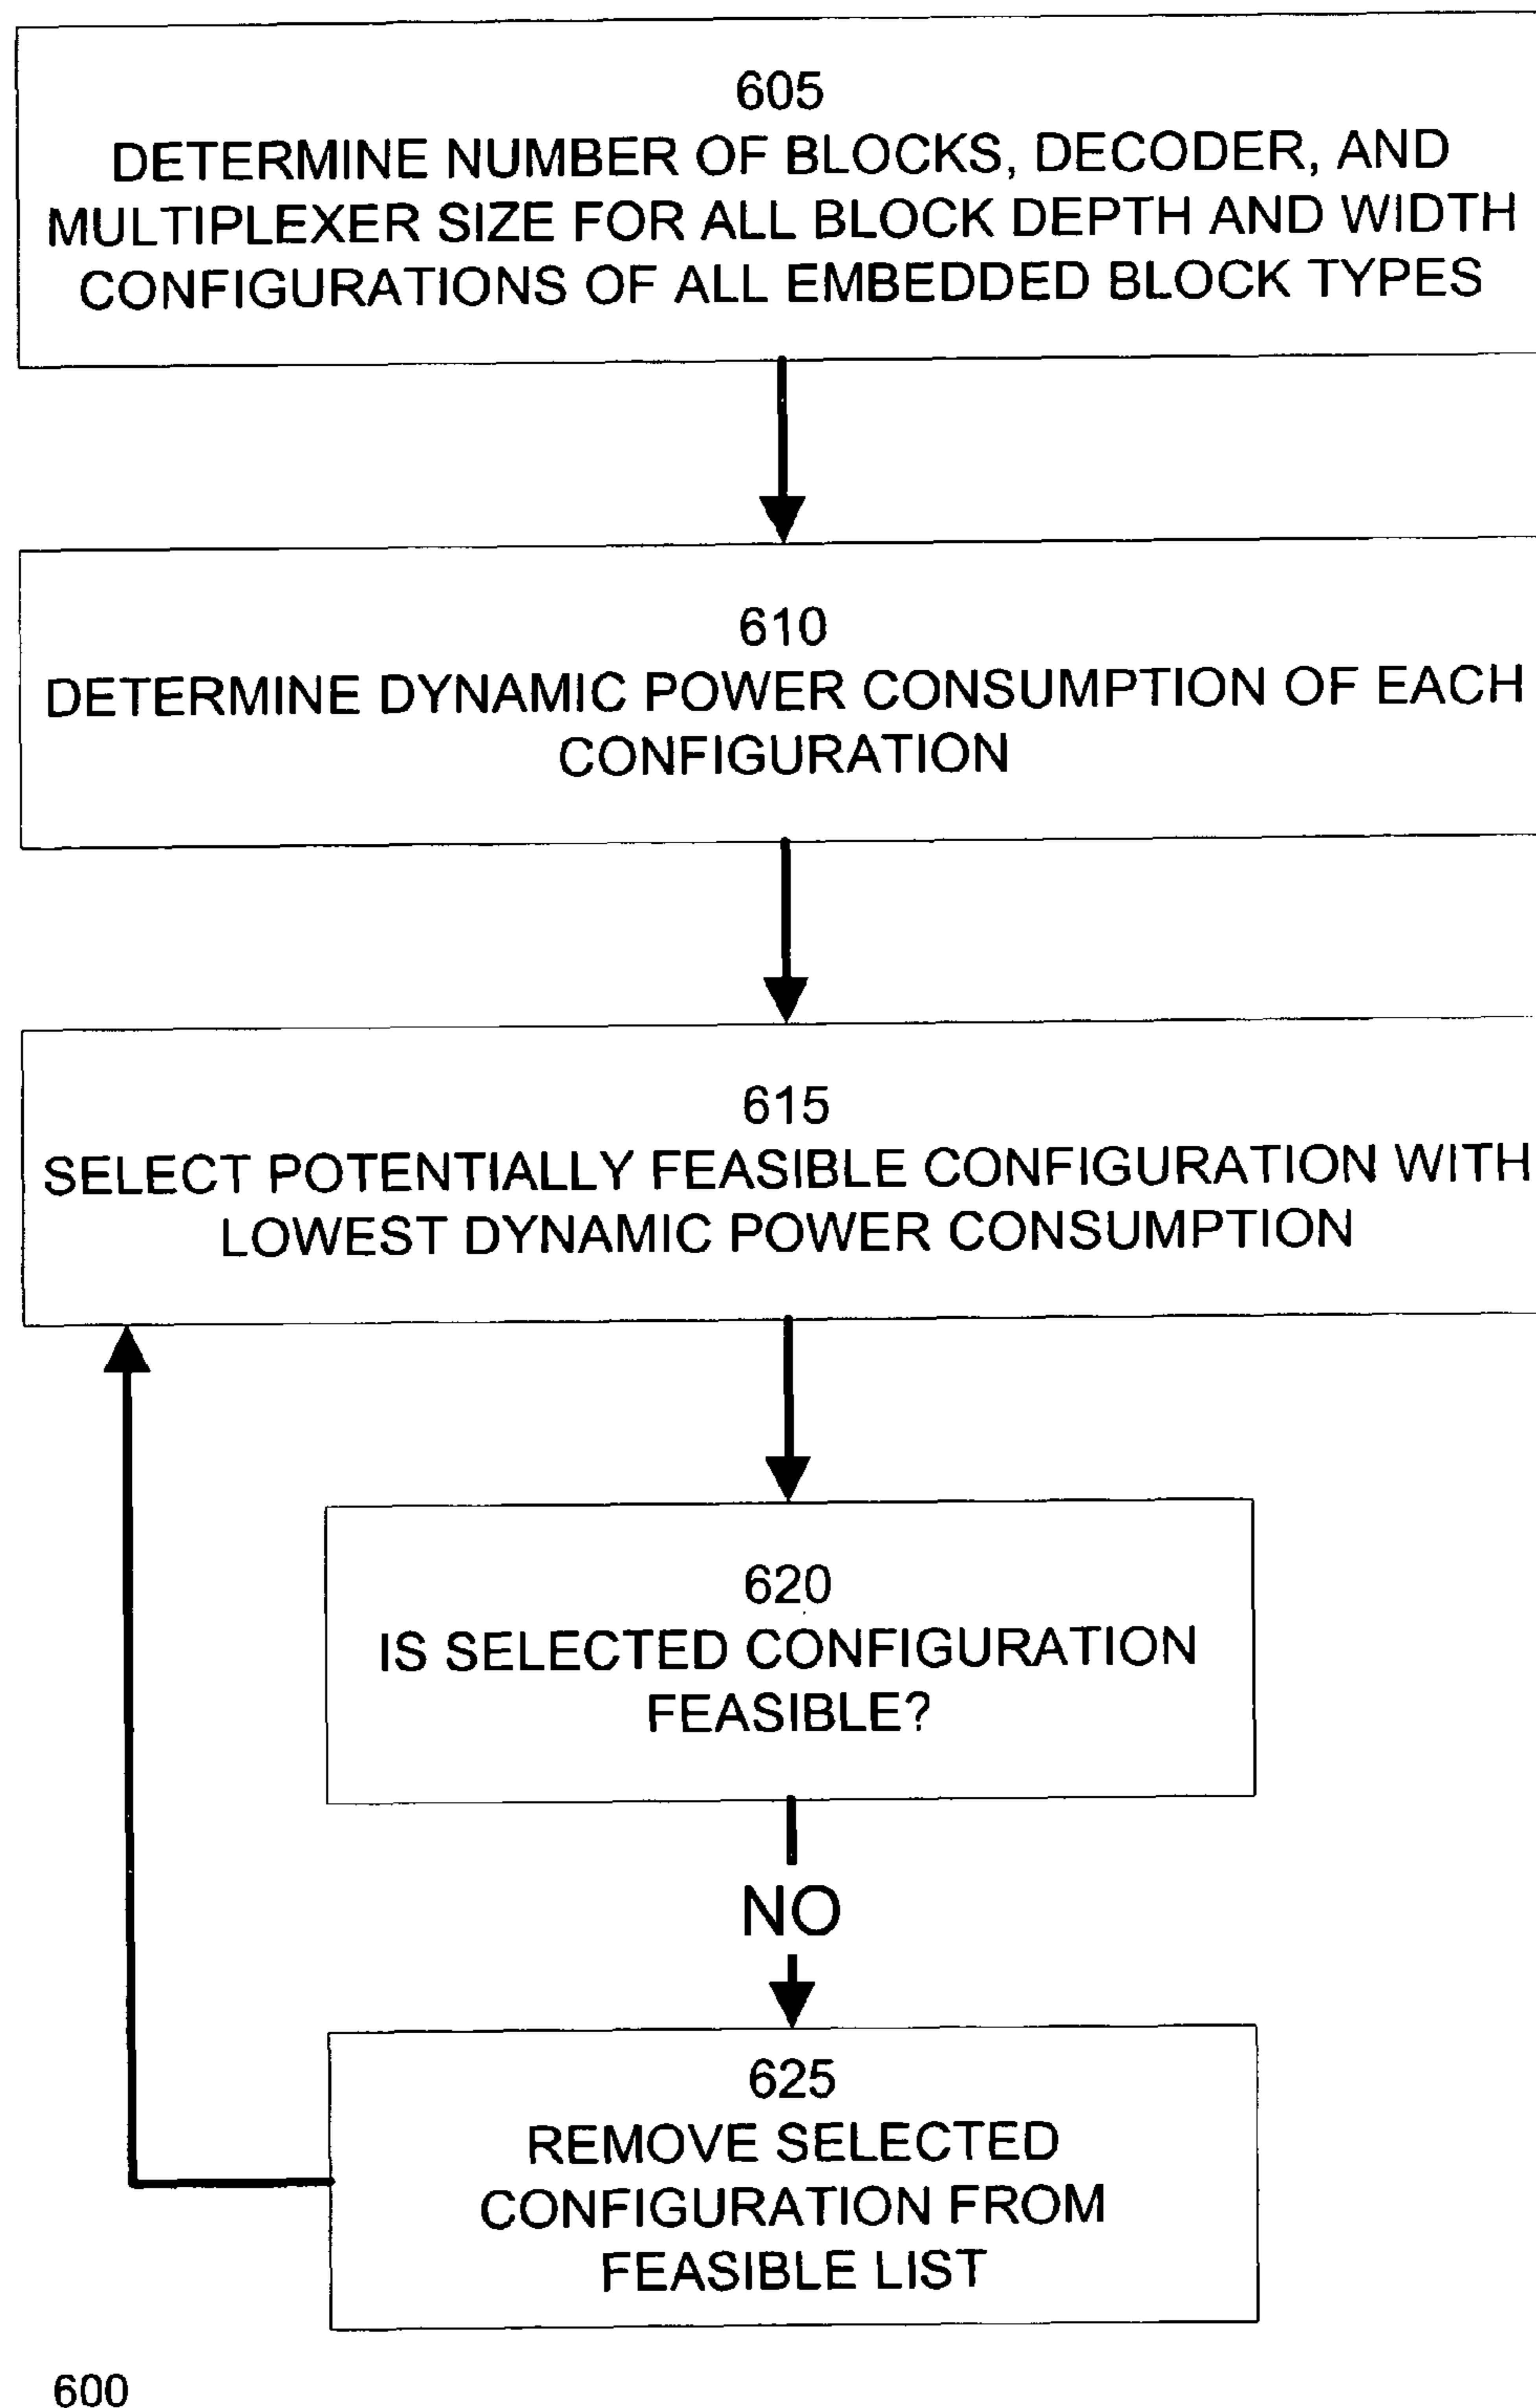 605
DETERMINE NUMBER OF BLOCKS, DECODER, AND
MULTIPLEXER SIZE FOR ALL BLOCK DEPTH AND WIDTH
CONFIGURATIONS OF ALL EMBEDDED BLOCK TYPES
610
DETERMINE DYNAMIC POWER CONSUMPTION OF EACH
CONFIGURATION
615
SELECT POTENTIALLY FEASIBLE CONFIGURATION WITH
LOWEST DYNAMIC POWER CONSUMPTION
620
IS SELECTED CONFIGURATION
FEASIBLE?
NO
625
REMOVE SELECTED
CONFIGURATION FROM
FEASIBLE LIST
600